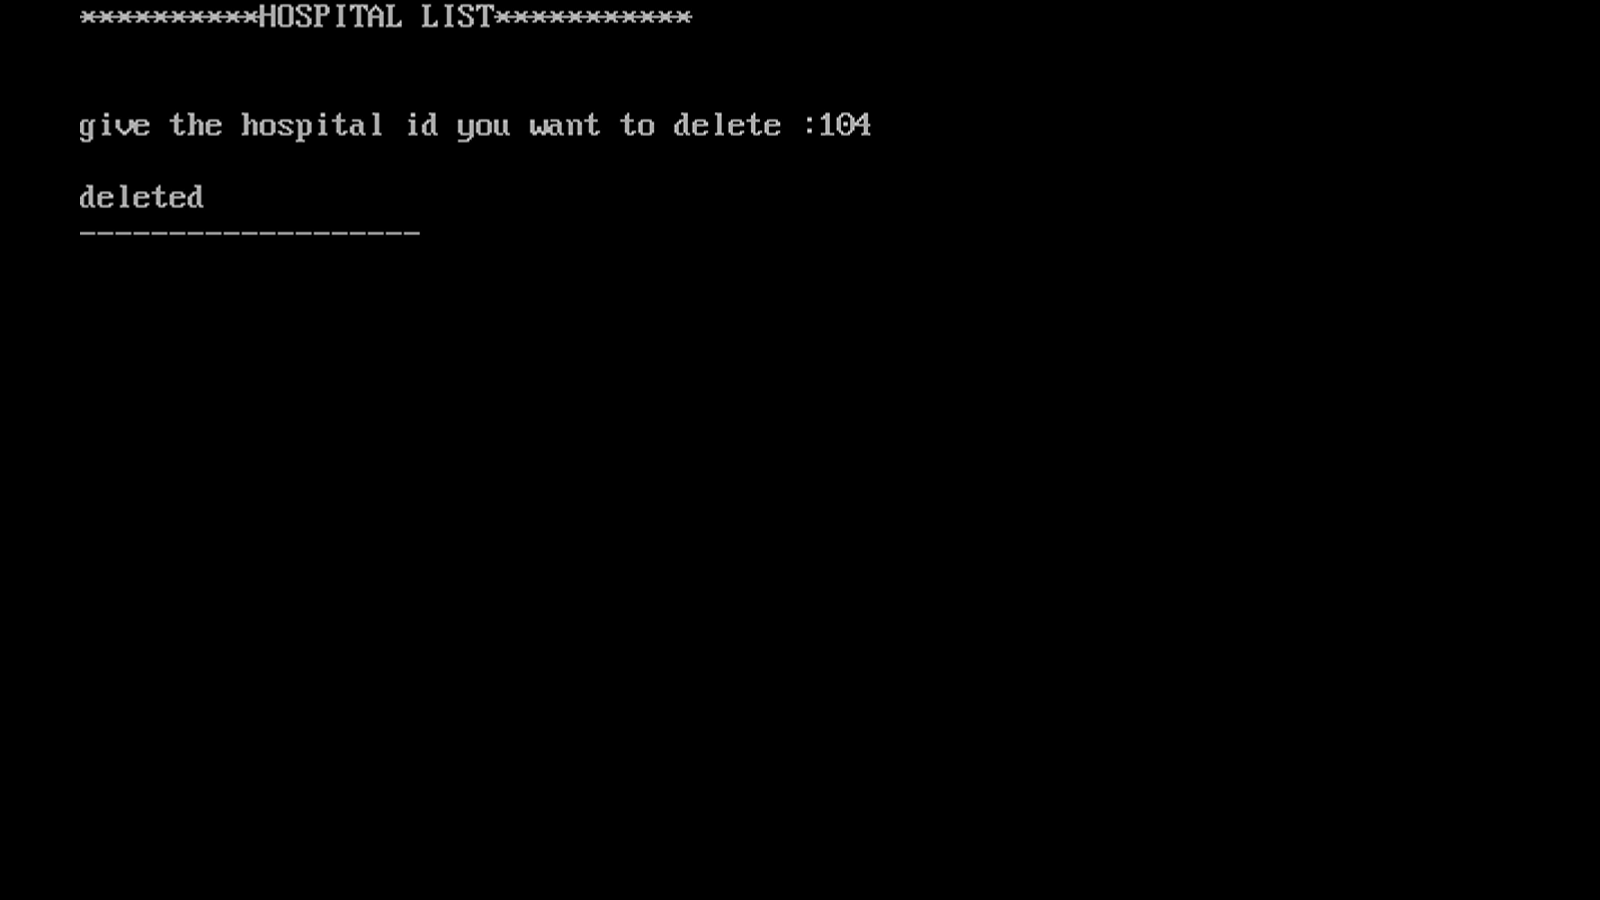 **********HOSPITAL LIST***********
give the hospital id you want to delete :104
deleted
-------------------